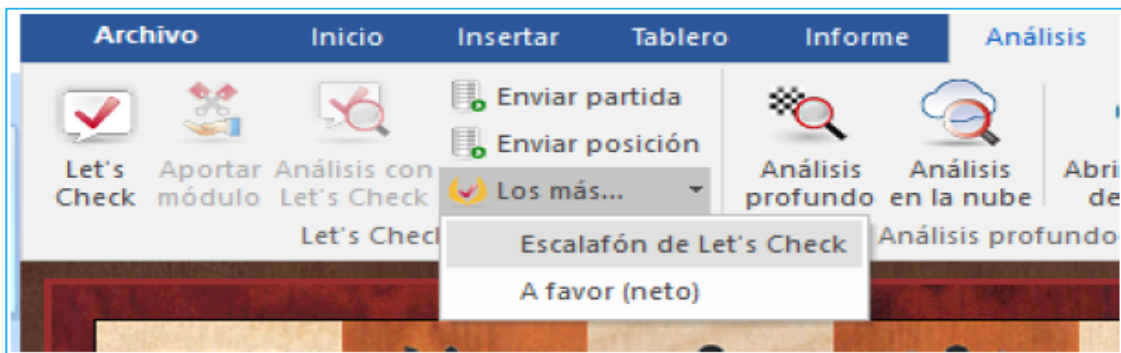 Archivo Inicio Insertar Tablero Informe Análisis
Enviar partida
Enviar posición
Los más...
Let's Check
Aportar módulo
Análisis con Let's Check
Análisis profundo
Análisis en la nube
Let's
Escalafón de Let's Check
A favor (neto)
Análisis profundo